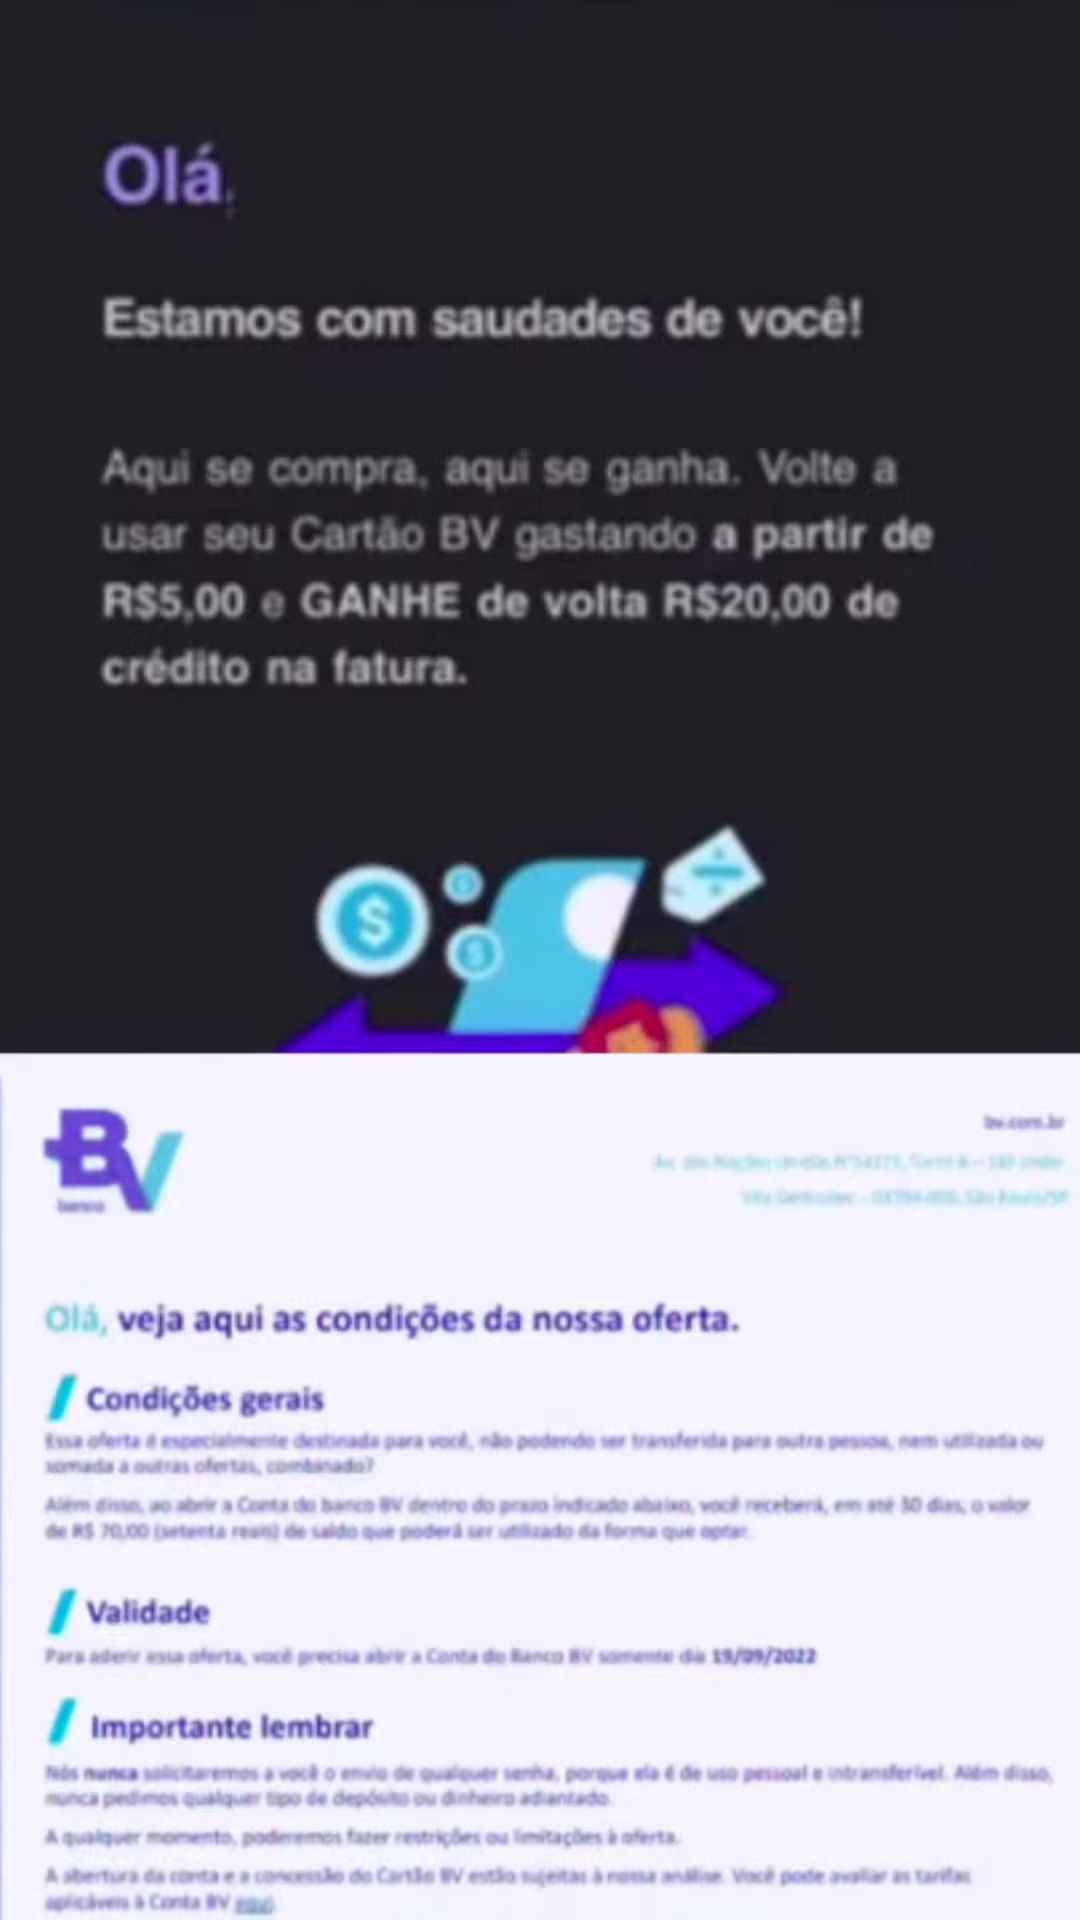 Olá,
Estamos com saudades de você!
Aqui se compra, aqui se ganha. Volte a
usar seu Cartão BV gastando a partir de
R$5,00 e GANHE de volta R$20,00 de
crédito na fatura.
$
$
BV
banco
bv.com.br
Av. das Nações Unidas
Vila Gertrudes – São Paulo/SP
Olá, veja aqui as condições da nossa oferta.
Condições gerais
Essa oferta é especialmente destinada para você, não podendo ser transferida para outra pessoa, nem utilizada ou
somada a outras ofertas, combinado?
Além disso, ao abrir a Conta do banco BV dentro do prazo indicado abaixo, você receberá, em até 30 dias, o valor
de R$ 70,00 (setenta reais) de saldo que poderá ser utilizado da forma que optar.
Validade
Para aderir essa oferta, você precisa abrir a Conta do Banco BV somente dia 19/09/2022
Importante lembrar
Nós nunca solicitaremos a você o envio de qualquer senha, porque ela é de uso pessoal e intransferível. Além disso,
nunca pedimos qualquer tipo de depósito ou dinheiro adiantado.
A qualquer momento, poderemos fazer restrições ou limitações à oferta.
A abertura da conta e a concessão do Cartão BV estão sujeitas à nossa análise. Você pode avaliar as tarifas
aplicáveis à Conta BV aqui.